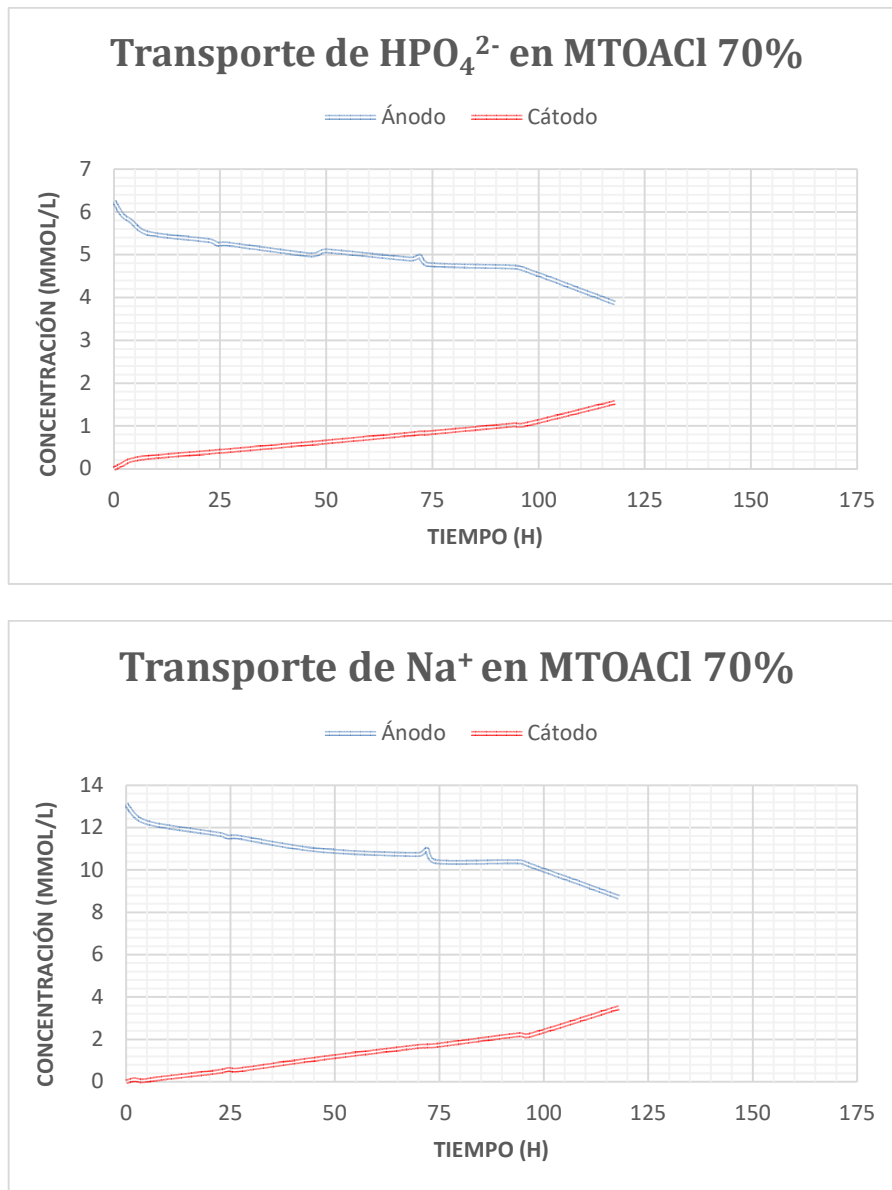 Transporte de HPO₄²⁻ en MTOACl 70%
Ánodo Cátodo
CONCENTRACIÓN (MMOL/L)
7
6
5
4
3
2
1
0
0 25 50 75 100 125 150 175
TIEMPO (H)
Transporte de Na⁺ en MTOACl 70%
Ánodo Cátodo
CONCENTRACIÓN (MMOL/L)
14
12
10
8
6
4
2
0
0 25 50 75 100 125 150 175
TIEMPO (H)